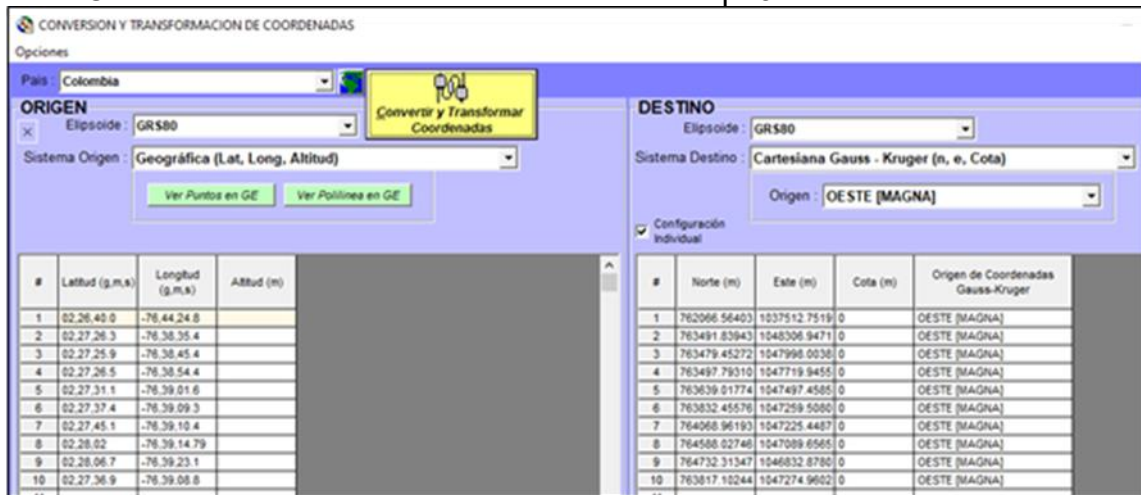 CONVERSION Y TRANSFORMACION DE COORDENADAS
Opciones
Pais : Colombia
Convertir y Transformar
Coordenadas
ORIGEN
Elipsoide : GRS80
Sistema Origen : Geográfica (Lat, Long, Altitud)
Ver Puntos en GE Ver Polilinea en GE
DESTINO
Elipsoide : GRS80
Sistema Destino : Cartesiana Gauss - Kruger (n, e, Cota)
Origen : OESTE [MAGNA]
Configuración
Individual
# Latitud (g,m,s) Longitud (g,m,s) Altitud (m)
1 02,26,40.0 -76,44,24.8
2 02,27,26.3 -76,38,35.4
3 02,27,25.9 -76,38,45.4
4 02,27,26.5 -76,38,54.4
5 02,27,31.1 -76,39,01.6
6 02,27,37.4 -76,39,09.3
7 02,27,45.1 -76,39,10.4
8 02,28,02 -76,39,14.79
9 02,28,06.7 -76,39,23.1
10 02,27,36.9 -76,39,08.8
# Norte (m) Este (m) Cota (m) Origen de Coordenadas Gauss-Kruger
1 762066.56403 1037512.7519 0 OESTE [MAGNA]
2 763491.83943 1048306.9471 0 OESTE [MAGNA]
3 763479.45272 1047998.0038 0 OESTE [MAGNA]
4 763497.79310 1047719.9455 0 OESTE [MAGNA]
5 763639.01774 1047497.4585 0 OESTE [MAGNA]
6 763832.45576 1047259.5080 0 OESTE [MAGNA]
7 764068.96193 1047225.4487 0 OESTE [MAGNA]
8 764588.02746 1047089.6565 0 OESTE [MAGNA]
9 764732.31347 1046832.8780 0 OESTE [MAGNA]
10 763817.10244 1047274.9602 0 OESTE [MAGNA]